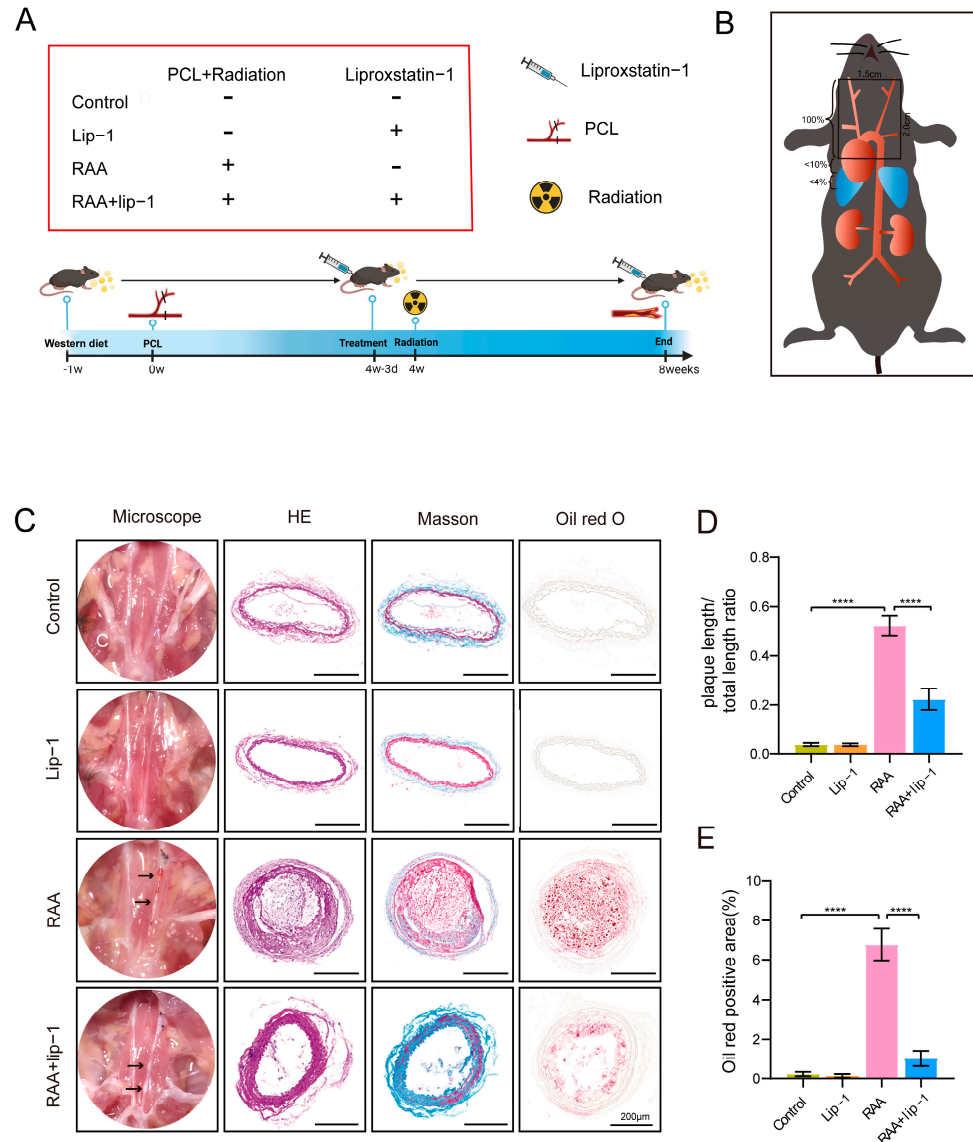 A
PCL+Radiation Liproxstatin−1
Control - -
Lip−1 - +
RAA + -
RAA+lip−1 + +
Liproxstatin−1
PCL
Radiation
Western diet PCL Treatment Radiation End
-1w 0w 4w-3d 4w 8weeks
B
1.5cm
2.0cm
100%
<10%
<4%
C
Microscope HE Masson Oil red O
Control
C
Lip−1
RAA
RAA+lip−1
200μm
D
plaque length/
total length ratio
0.8
0.6
0.4
0.2
0.0
**** ****
Control Lip−1 RAA RAA+lip−1
E
Oil red positive area(%)
10
8
6
4
2
0
**** ****
Control Lip−1 RAA RAA+lip−1